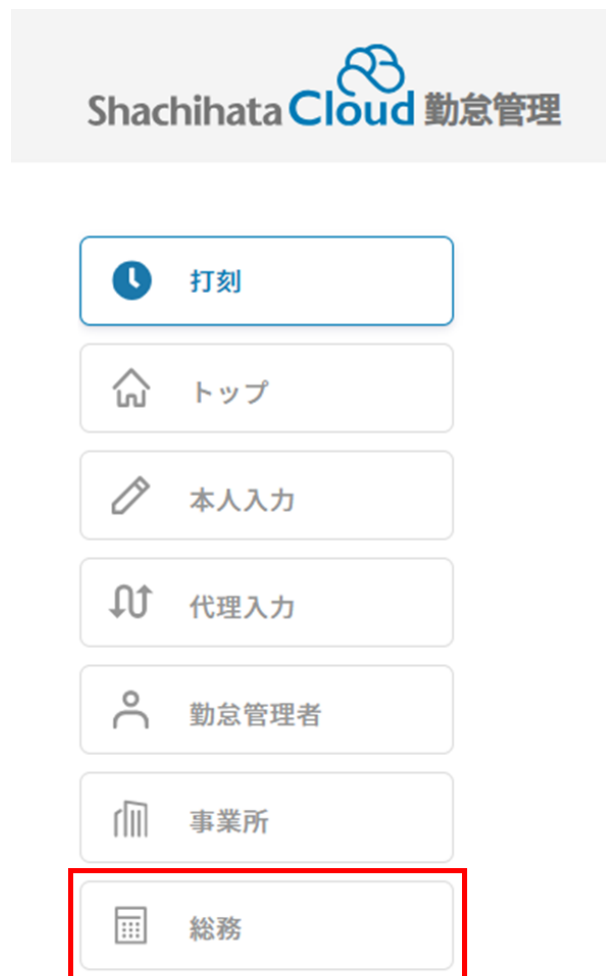 Shachihata Cloud 勤怠管理
打刻
トップ
本人入力
代理入力
勤怠管理者
事業所
総務